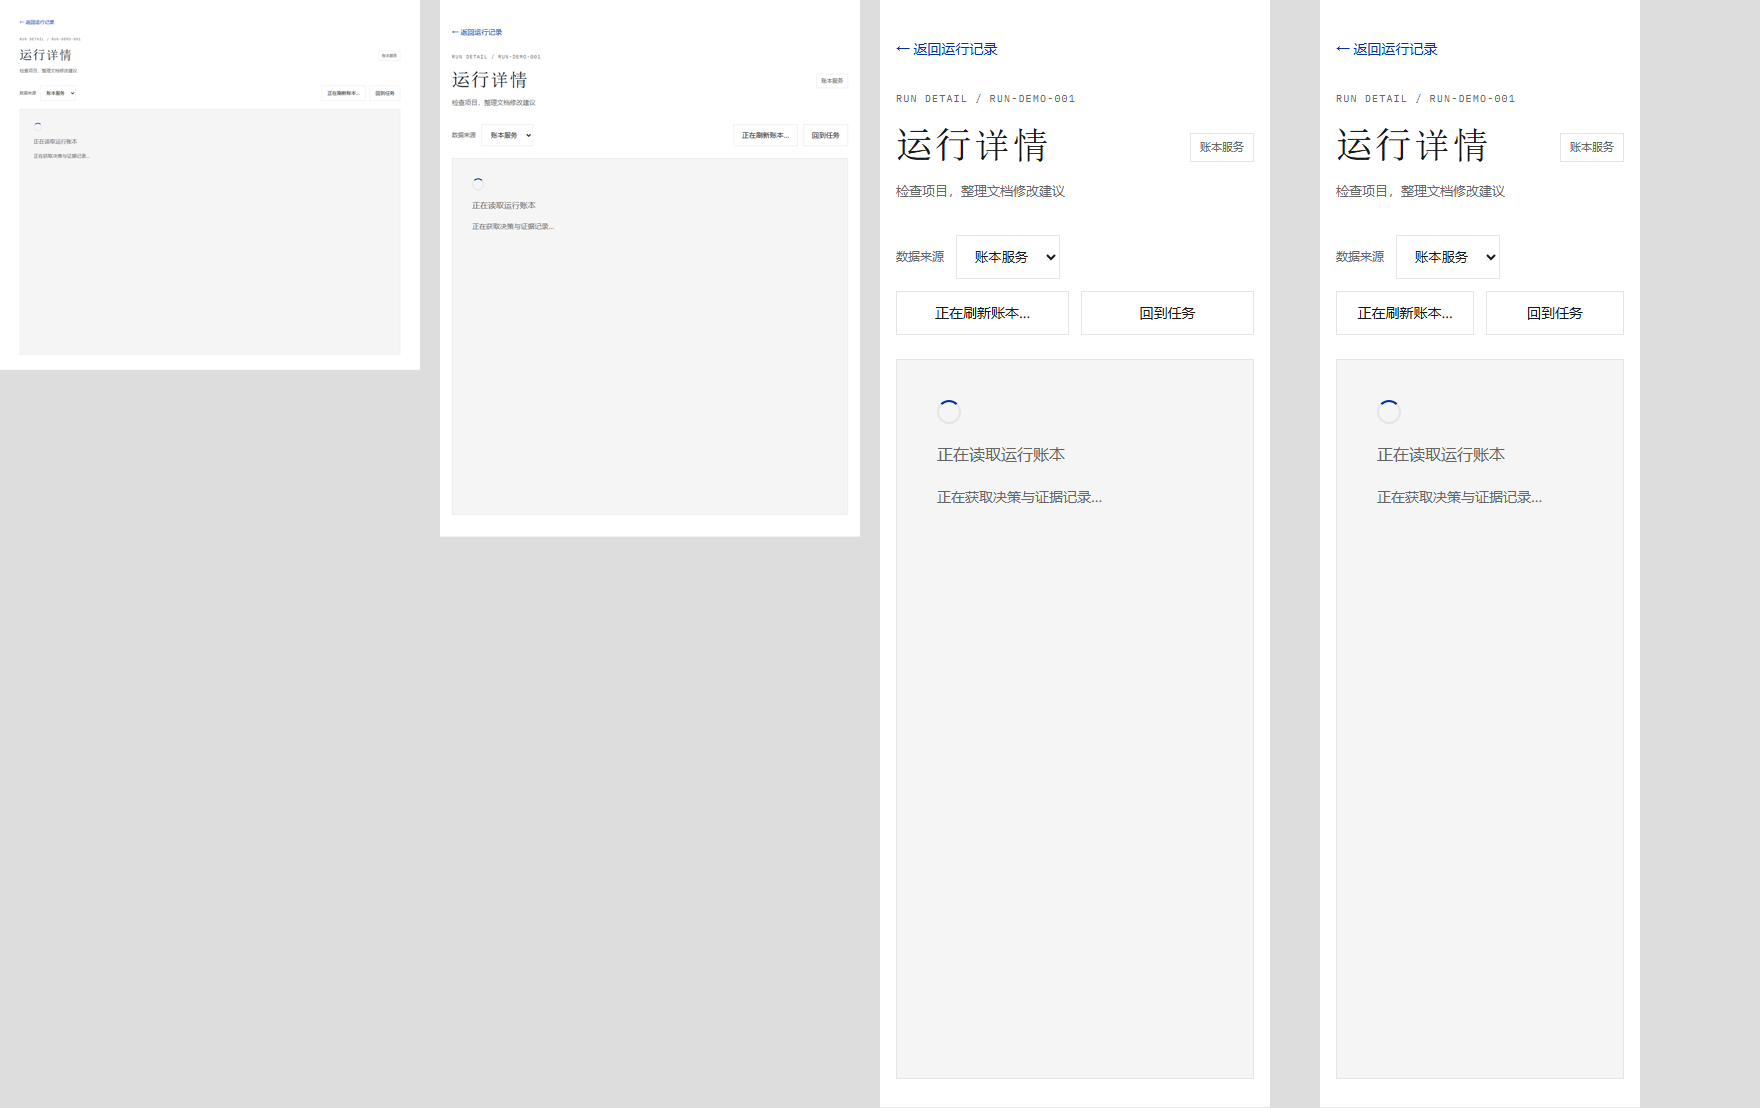 ← 返回运行记录
RUN DETAIL / RUN-DEMO-001
运行详情
账本服务
检查项目，整理文档修改建议
数据来源
账本服务
正在刷新账本...
回到任务
正在读取运行账本
正在获取决策与证据记录...
← 返回运行记录
RUN DETAIL / RUN-DEMO-001
运行详情
账本服务
检查项目，整理文档修改建议
数据来源
账本服务
正在刷新账本...
回到任务
正在读取运行账本
正在获取决策与证据记录...
← 返回运行记录
RUN DETAIL / RUN-DEMO-001
运行详情
账本服务
检查项目，整理文档修改建议
数据来源
账本服务
正在刷新账本...
回到任务
正在读取运行账本
正在获取决策与证据记录...
← 返回运行记录
RUN DETAIL / RUN-DEMO-001
运行详情
账本服务
检查项目，整理文档修改建议
数据来源
账本服务
正在刷新账本...
回到任务
正在读取运行账本
正在获取决策与证据记录...